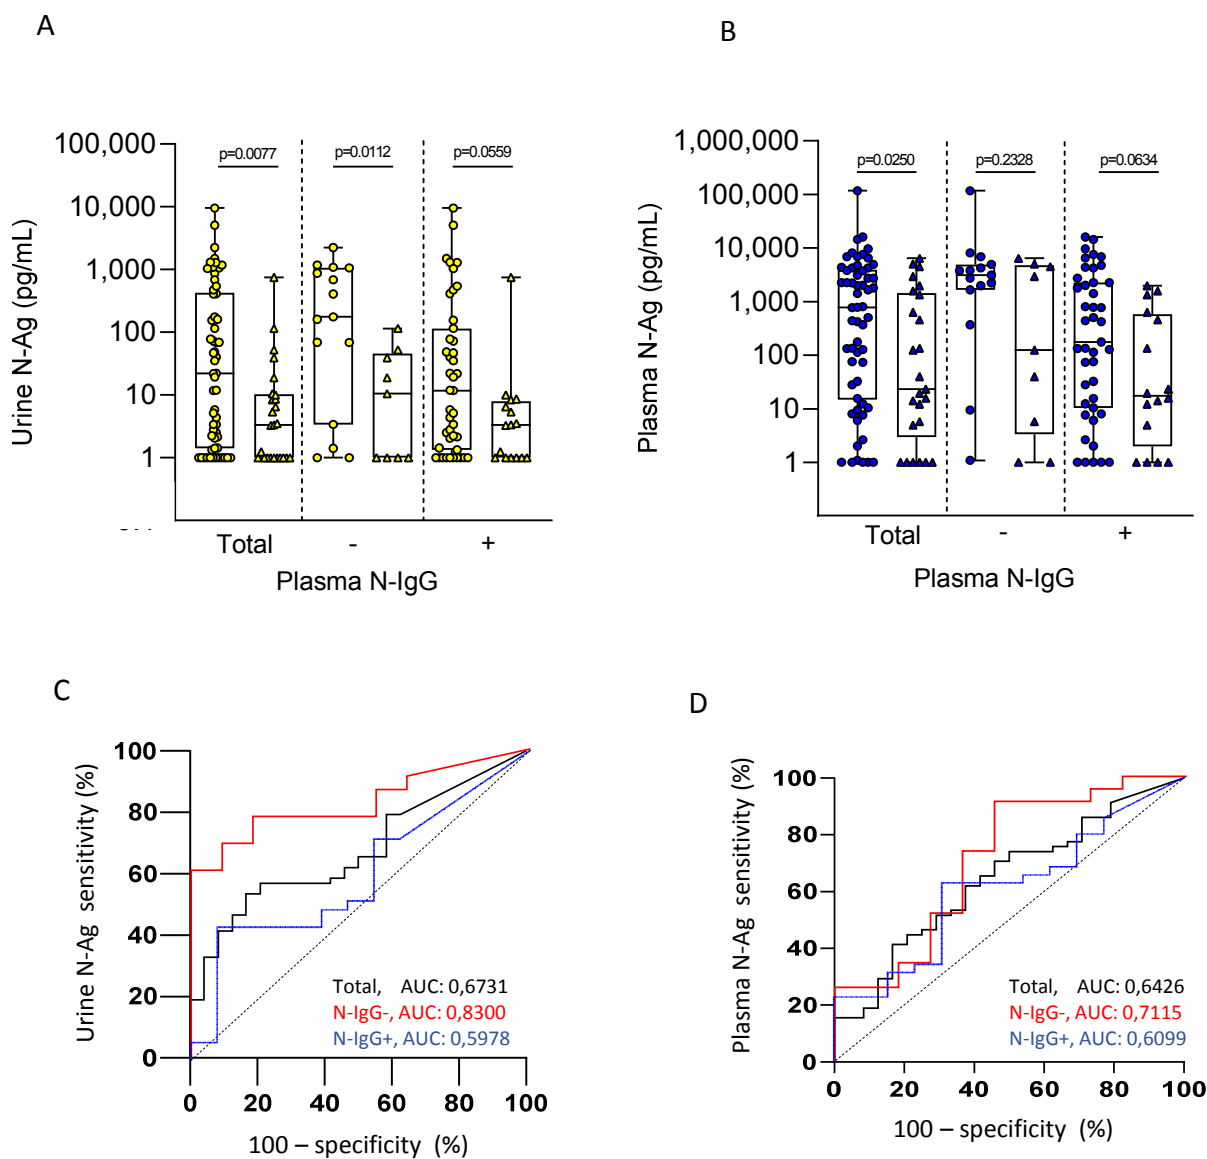 A
B
100,000
10,000
1,000
100
10
1
Urine N-Ag (pg/mL)
p=0.0077
p=0.0112
p=0.0559
Total
-
+
Plasma N-IgG
1,000,000
100,000
10,000
1,000
100
10
1
Plasma N-Ag (pg/mL)
p=0.0250
p=0.2328
p=0.0634
Total
-
+
Plasma N-IgG
C
D
100
80
60
40
20
0
Urine N-Ag sensitivity (%)
Total, AUC: 0,6731
N-IgG-, AUC: 0,8300
N-IgG+, AUC: 0,5978
0 20 40 60 80 100
100 – specificity (%)
100
80
60
40
20
0
Plasma N-Ag sensitivity (%)
Total, AUC: 0,6426
N-IgG-, AUC: 0,7115
N-IgG+, AUC: 0,6099
0 20 40 60 80 100
100 – specificity (%)